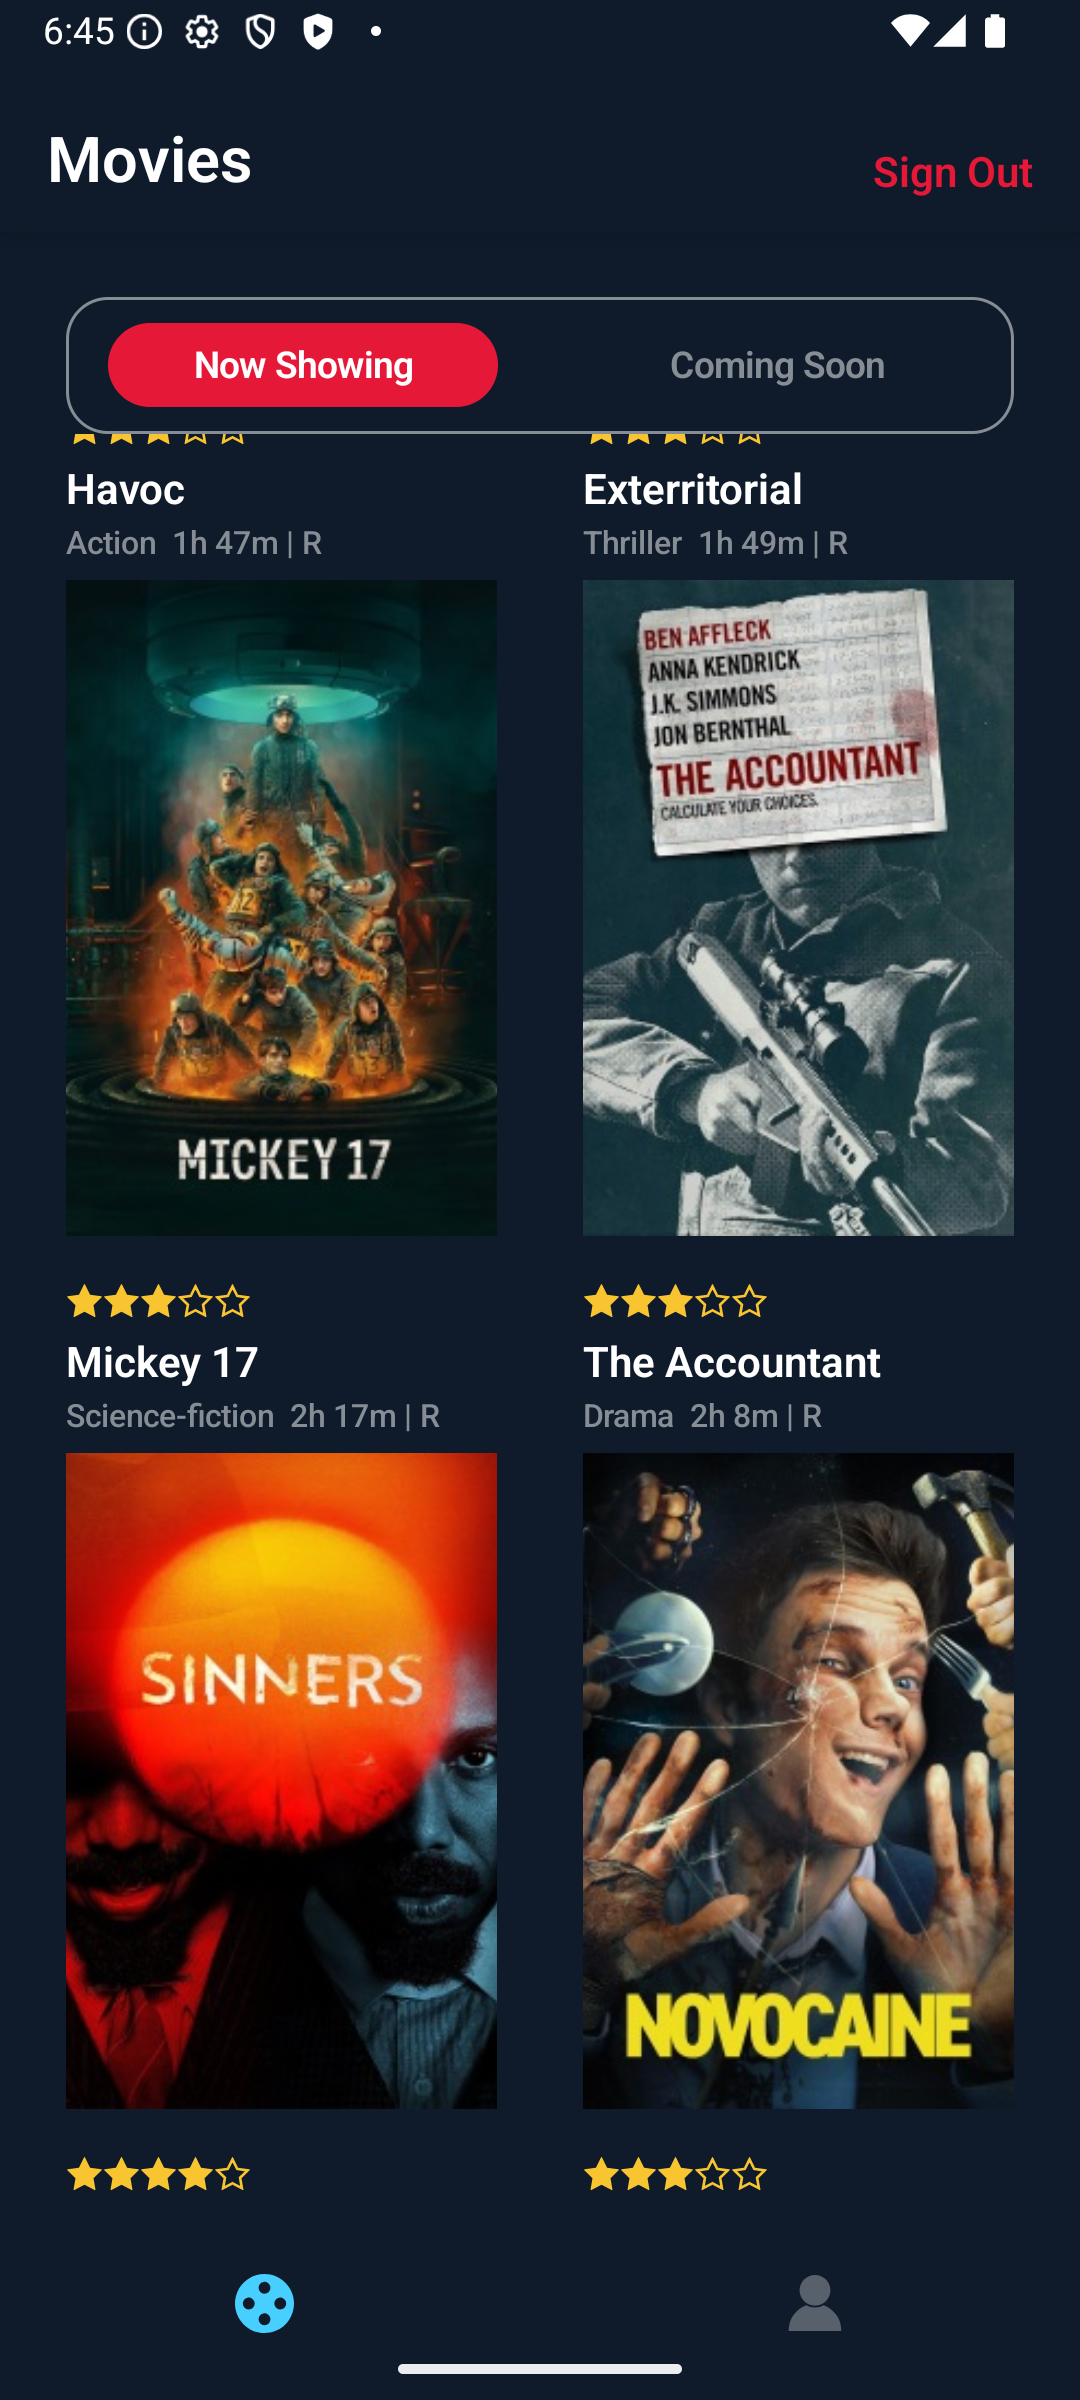 6:45
Movies
Sign Out
Now Showing
Coming Soon
Havoc
Action 1h 47m | R
Exterritorial
Thriller 1h 49m | R
MICKEY 17
BEN AFFLECK
ANNA KENDRICK
J.K. SIMMONS
JON BERNTHAL
THE ACCOUNTANT
CALCULATE YOUR CHOICES.
Mickey 17
Science-fiction 2h 17m | R
The Accountant
Drama 2h 8m | R
SINNERS
NOVOCAINE